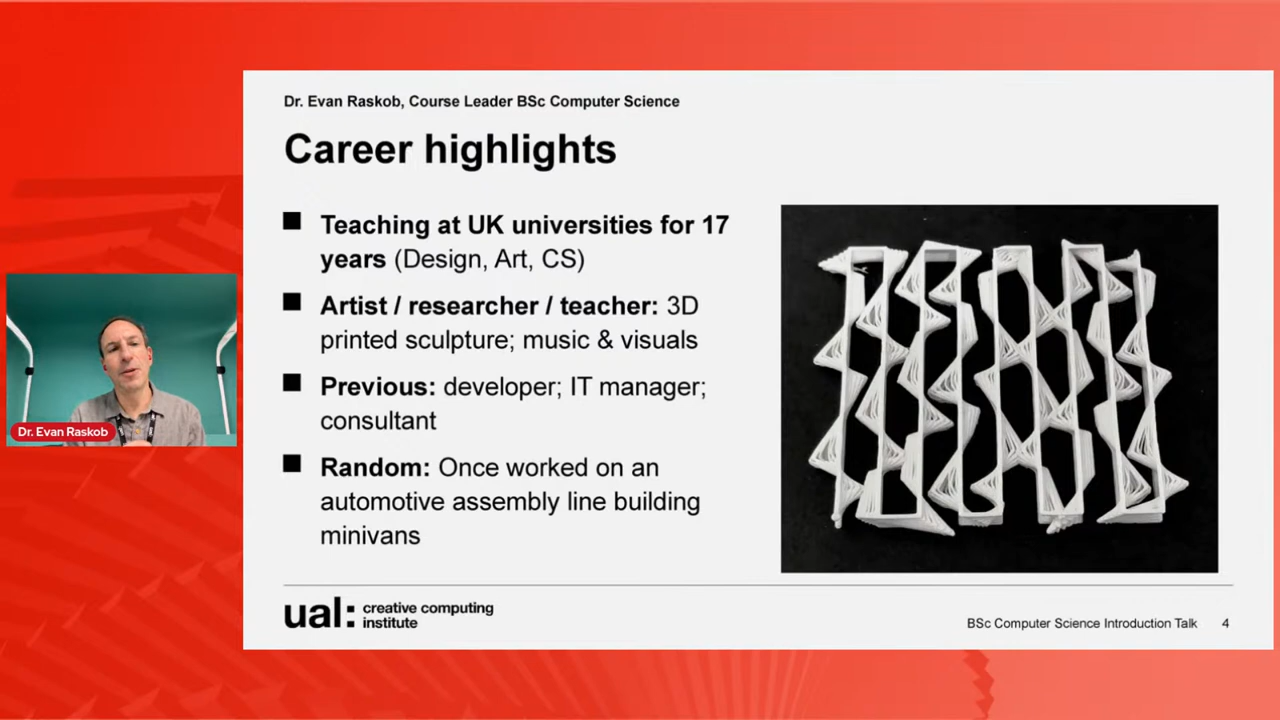 Dr. Evan Raskob, Course Leader BSc Computer Science
Career highlights
Teaching at UK universities for 17
years (Design, Art, CS)
Artist / researcher / teacher: 3D
printed sculpture; music & visuals
Previous: developer; IT manager;
consultant
Random: Once worked on an
automotive assembly line building
minivans
Dr. Evan Raskob
ual: creative computing
institute
BSc Computer Science Introduction Talk 4